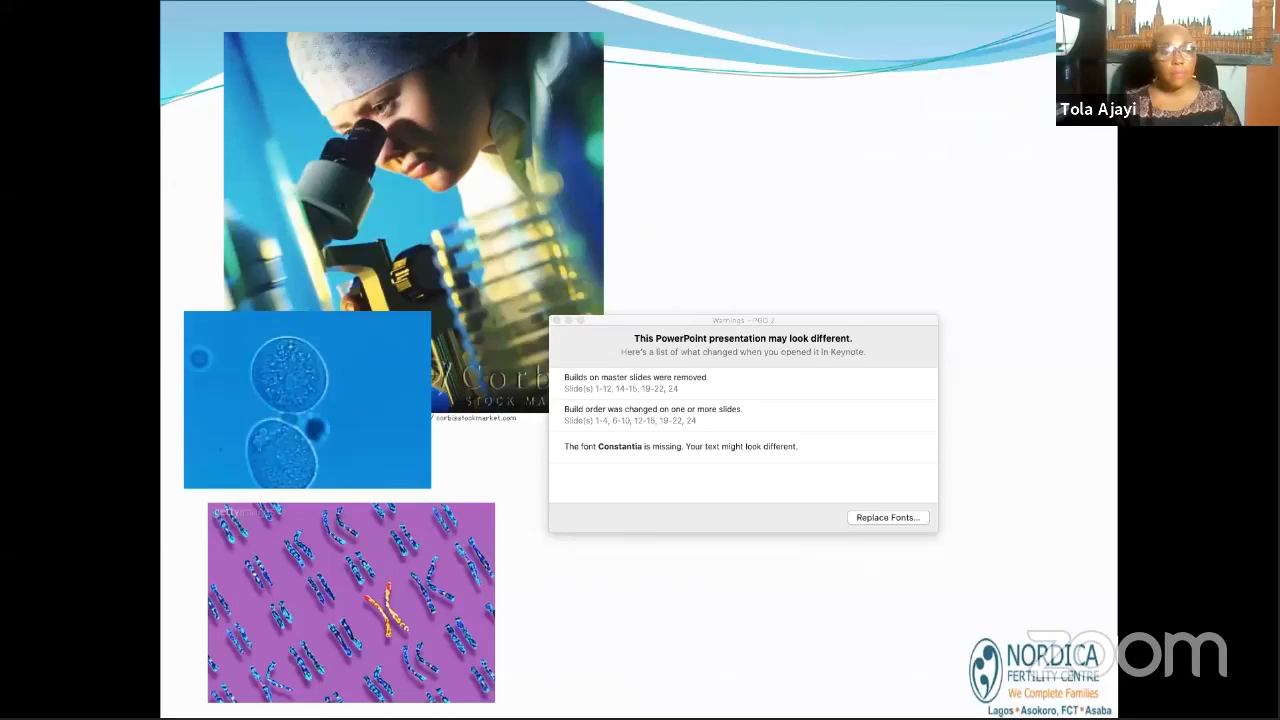 Tola Ajayi
Corb
STOCK MA
corbisstockmarket.com
Warnings – PGD 2
This PowerPoint presentation may look different.
Here's a list of what changed when you opened it in Keynote.
Builds on master slides were removed.
Slide(s) 1-12, 14-15, 19-22, 24
Build order was changed on one or more slides.
Slide(s) 1-4, 6-10, 12-15, 19-22, 24
The font Constantia is missing. Your text might look different.
Replace Fonts...
gettyimages
zoom
NORDICA
FERTILITY CENTRE
We Complete Families
Lagos • Asokoro, FCT • Asaba